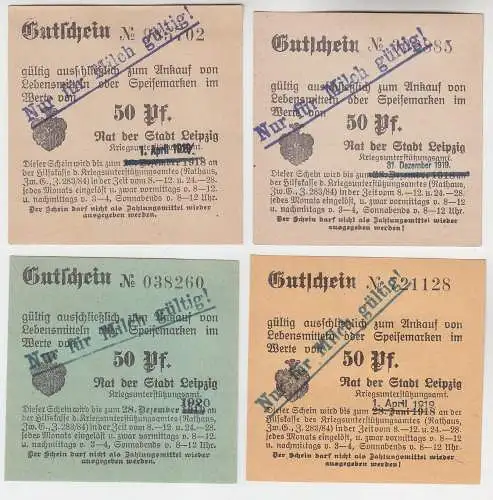 Gutschein №
Nur für Milch gültig!
gültig ausschließlich zum Ankauf von
Lebensmitteln oder Speisemarken im
Werte von
50 Pf.
Rat der Stadt Leipzig
Kriegsunterstützungsamt.
1. April 1919
Dieser Schein wird bis zum Dezember 1918
an der Hilfskasse d. Kriegsunterstützungsamtes (Rathaus,
Zw. G., Z. 283/84) in der Zeit vom 8.–12. u. 24.–28.
jedes Monats eingelöst u. zwar vormittags v. 8–12
u. nachmittags v. 3–4, Sonnabends v. 8–12 Uhr.
Der Schein darf nicht als Zahlungsmittel wieder
ausgegeben werden.
Gutschein №
Nur für Milch gültig!
gültig ausschließlich zum Ankauf von
Lebensmitteln oder Speisemarken im
Werte von
50 Pf.
Rat der Stadt Leipzig
Kriegsunterstützungsamt.
31. Dezember 1919.
Dieser Schein wird bis zum
an der Hilfskasse d. Kriegsunterstützungsamtes (Rathaus,
Zw. G., Z. 283/84) in der Zeit vom 8.–12. u. 24.–28.
jedes Monats eingelöst u. zwar vormittags v. 8–12
u. nachmittags v. 3–4, Sonnabends v. 8–12 Uhr.
Der Schein darf nicht als Zahlungsmittel wieder
ausgegeben werden!
Gutschein № 038260
Nur für Milch gültig!
gültig ausschließlich zum Ankauf von
Lebensmitteln oder Speisemarken im
Werte von
50 Pf.
Rat der Stadt Leipzig
Kriegsunterstützungsamt.
Dieser Schein wird bis zum 28. Dezember
an der Hilfskasse d. Kriegsunterstützungsamtes (Rathaus,
Zw. G., Z. 283/84) in der Zeit vom 8.–12. u. 24.–28.
jedes Monats eingelöst u. zwar vormittags v. 8–12
u. nachmittags v. 3–4, Sonnabends v. 8–12 Uhr.
Der Schein darf nicht als Zahlungsmittel wieder
ausgegeben werden!
Gutschein №
Nur für Milch gültig!
gültig ausschließlich zum Ankauf von
Lebensmitteln oder Speisemarken im
Werte von
50 Pf.
Rat der Stadt Leipzig
Kriegsunterstützungsamt.
1. April 1919
Dieser Schein wird bis zum 28. Juni 1918
an der Hilfskasse d. Kriegsunterstützungsamtes (Rathaus,
Zw. G., Z. 283/84) in der Zeit vom 8.–12. u. 24.–28.
jedes Monats eingelöst, u. zwar vormittags v. 8–12
u. nachmittags v. 3–4, Sonnabends v. 8–12 Uhr.
Der Schein darf nicht als Zahlungsmittel wieder
ausgegeben werden!